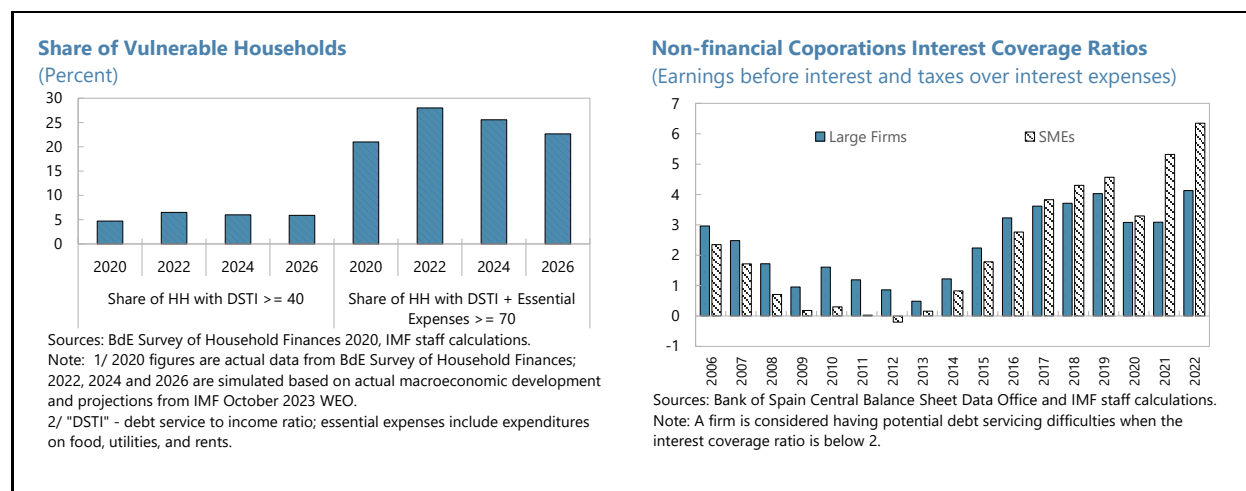 Share of Vulnerable Households
(Percent)
30
25
20
15
10
5
0
2020 2022 2024 2026 2020 2022 2024 2026
Share of HH with DSTI >= 40
Share of HH with DSTI + Essential
Expenses >= 70
Sources: BdE Survey of Household Finances 2020, IMF staff calculations.
Note: 1/ 2020 figures are actual data from BdE Survey of Household Finances;
2022, 2024 and 2026 are simulated based on actual macroeconomic development
and projections from IMF October 2023 WEO.
2/ "DSTI" - debt service to income ratio; essential expenses include expenditures
on food, utilities, and rents.
Non-financial Coporations Interest Coverage Ratios
(Earnings before interest and taxes over interest expenses)
7
6
5
4
3
2
1
0
-1
Large Firms SMEs
2006 2007 2008 2009 2010 2011 2012 2013 2014 2015 2016 2017 2018 2019 2020 2021 2022
Sources: Bank of Spain Central Balance Sheet Data Office and IMF staff calculations.
Note: A firm is considered having potential debt servicing difficulties when the
interest coverage ratio is below 2.